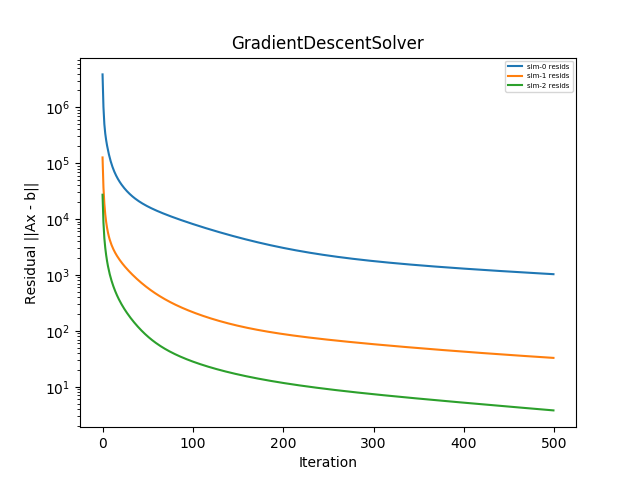 GradientDescentSolver
sim-0 resids
sim-1 resids
sim-2 resids
10^6
10^5
10^4
10^3
10^2
10^1
Residual ||Ax - b||
0 100 200 300 400 500
Iteration